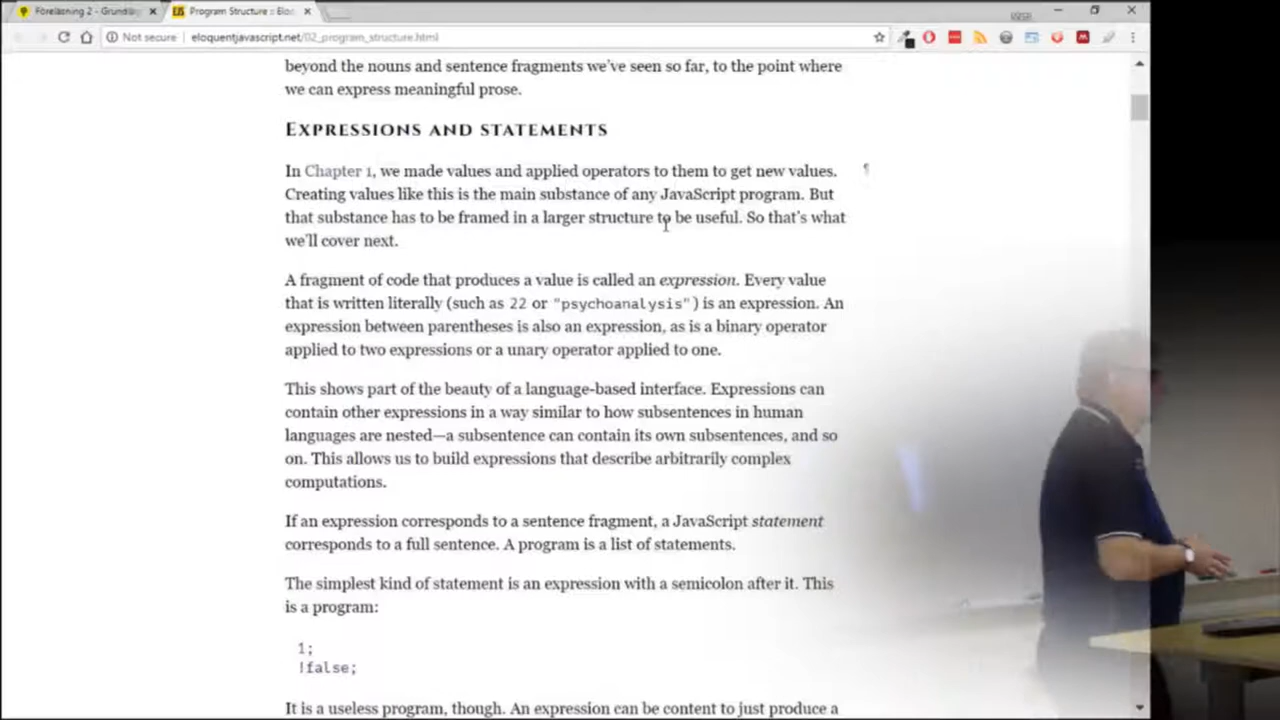 Föreläsning 2 - Grundläg
Program Structure :: Eloq
Not secure
eloquentjavascript.net/02_program_structure.html
beyond the nouns and sentence fragments we've seen so far, to the point where
we can express meaningful prose.
EXPRESSIONS AND STATEMENTS
In Chapter 1, we made values and applied operators to them to get new values. ¶
Creating values like this is the main substance of any JavaScript program. But
that substance has to be framed in a larger structure to be useful. So that's what
we'll cover next.
A fragment of code that produces a value is called an expression. Every value
that is written literally (such as 22 or "psychoanalysis") is an expression. An
expression between parentheses is also an expression, as is a binary operator
applied to two expressions or a unary operator applied to one.
This shows part of the beauty of a language-based interface. Expressions can
contain other expressions in a way similar to how subsentences in human
languages are nested—a subsentence can contain its own subsentences, and so
on. This allows us to build expressions that describe arbitrarily complex
computations.
If an expression corresponds to a sentence fragment, a JavaScript statement
corresponds to a full sentence. A program is a list of statements.
The simplest kind of statement is an expression with a semicolon after it. This
is a program:
1;
!false;
It is a useless program, though. An expression can be content to just produce a